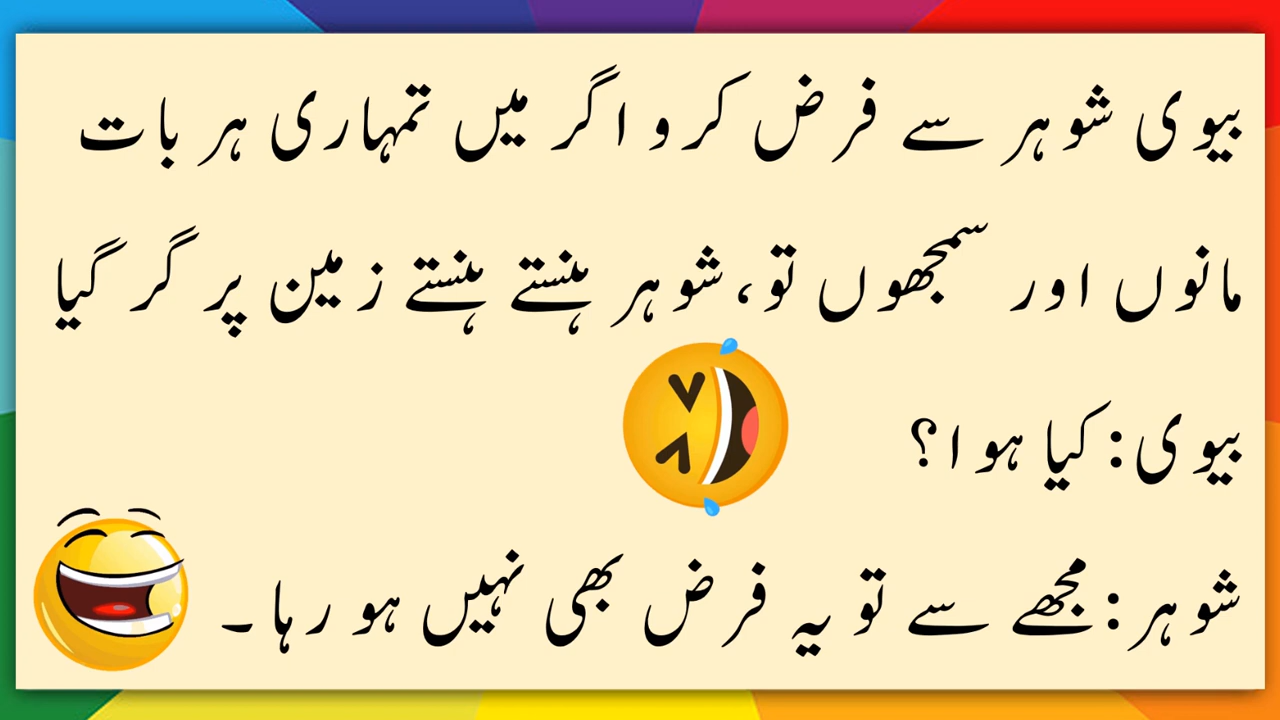 بیوی شوہر سے فرض کرو اگر میں تمہاری ہر بات
مانوں اور سمجھوں تو، شوہر ہنستے ہنستے زمین پر گر گیا
بیوی: کیا ہوا؟
شوہر: مجھے سے تو یہ فرض بھی نہیں ہو رہا۔